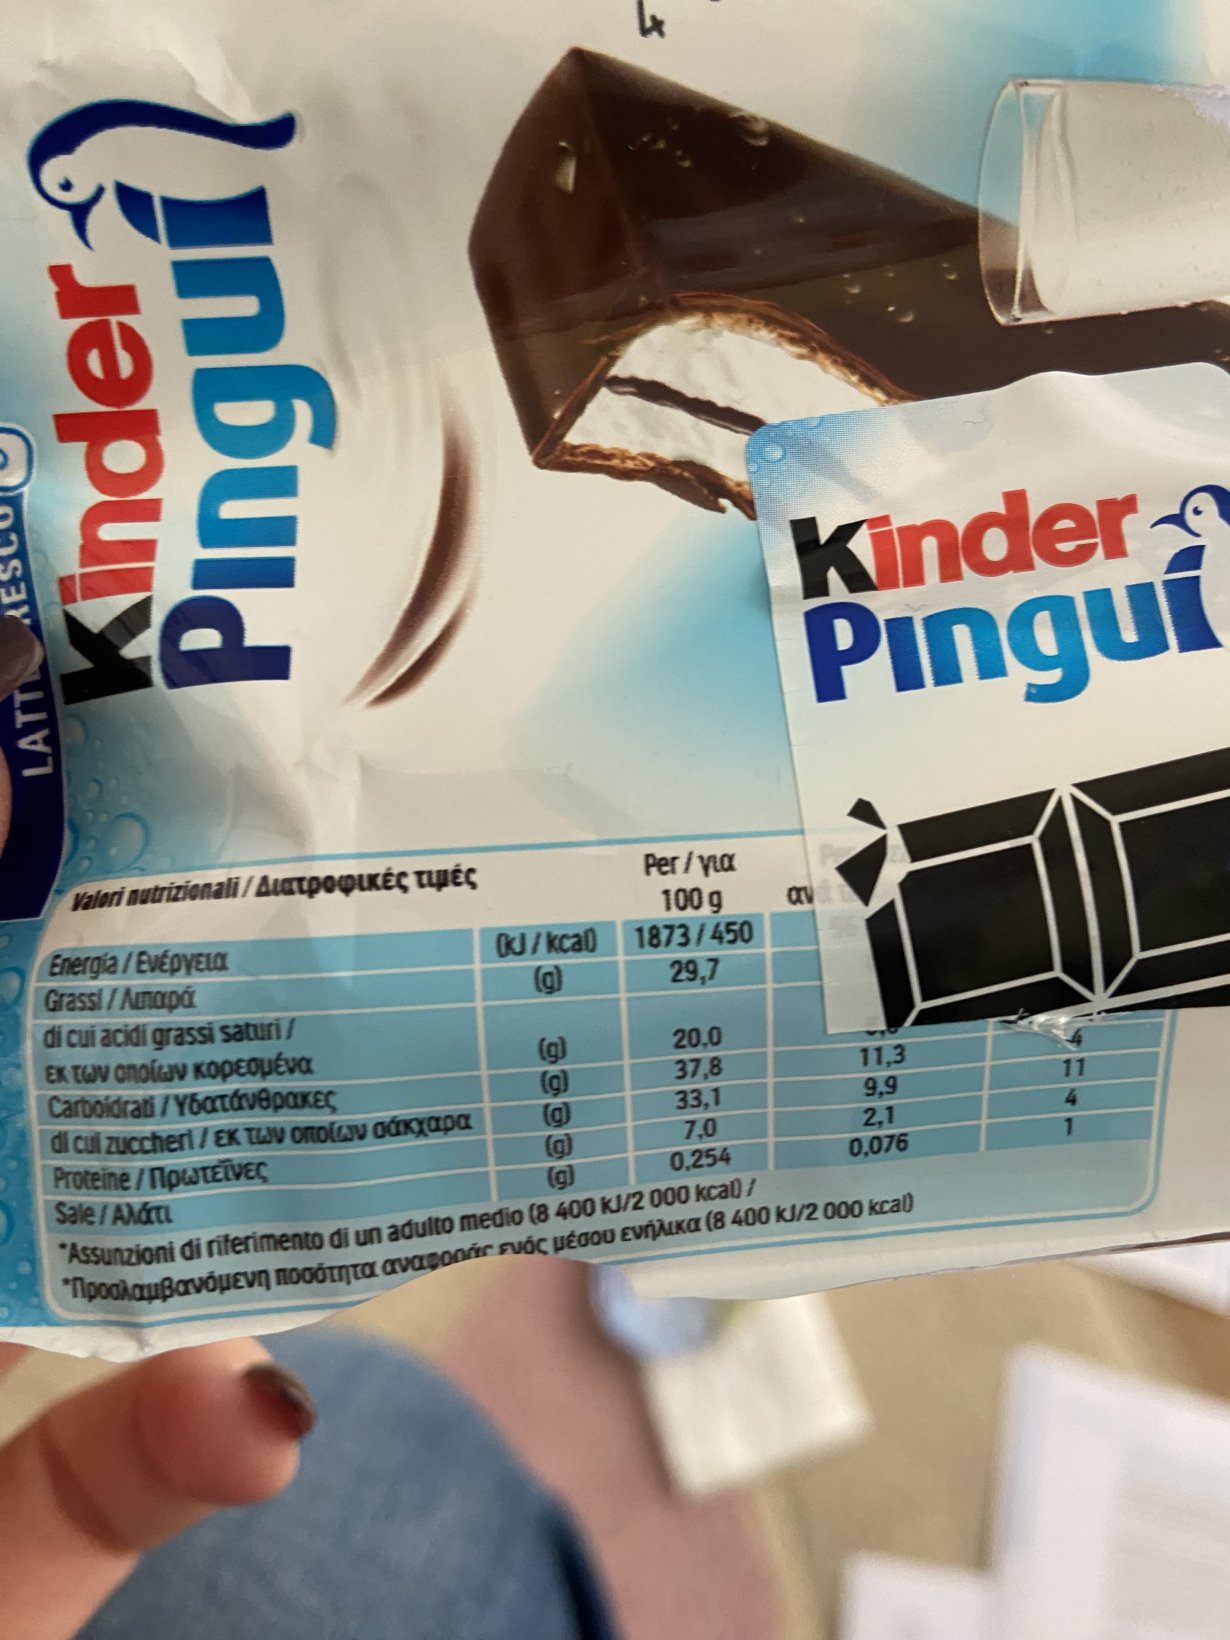 4
Kinder
Pinguí
LATTE FRESCO
Kinder
Pinguí
Valori nutrizionali / Διατροφικές τιμές
Per / για
100 g
Energia / Ενέργεια (kJ / kcal) 1873 / 450
Grassi / Λιπαρά (g) 29,7
di cui acidi grassi saturi /
εκ των οποίων κορεσμένα (g) 20,0
Carboidrati / Υδατάνθρακες (g) 37,8 11,3 4
di cui zuccheri / εκ των οποίων σάκχαρα (g) 33,1 9,9 11
Proteine / Πρωτεΐνες (g) 7,0 2,1 4
Sale / Αλάτι (g) 0,254 0,076 1
*Assunzioni di riferimento di un adulto medio (8 400 kJ/2 000 kcal) /
*Προσλαμβανόμενη ποσότητα αναφοράς ενός μέσου ενήλικα (8 400 kJ/2 000 kcal)